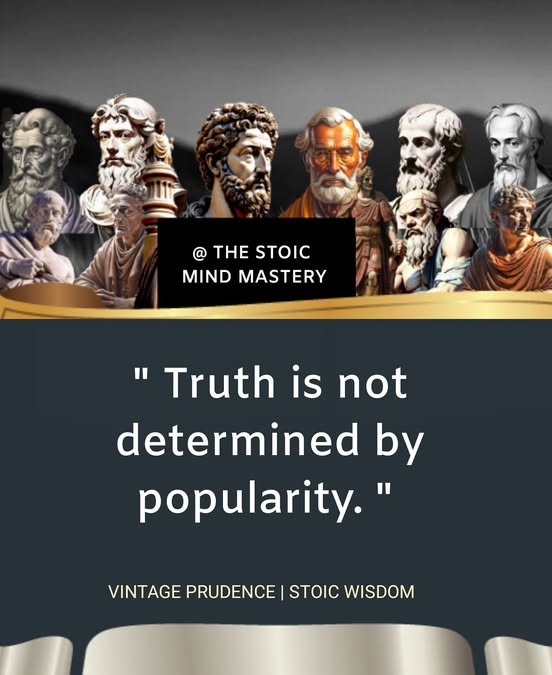 @ THE STOIC
MIND MASTERY
" Truth is not
determined by
popularity. "
VINTAGE PRUDENCE | STOIC WISDOM